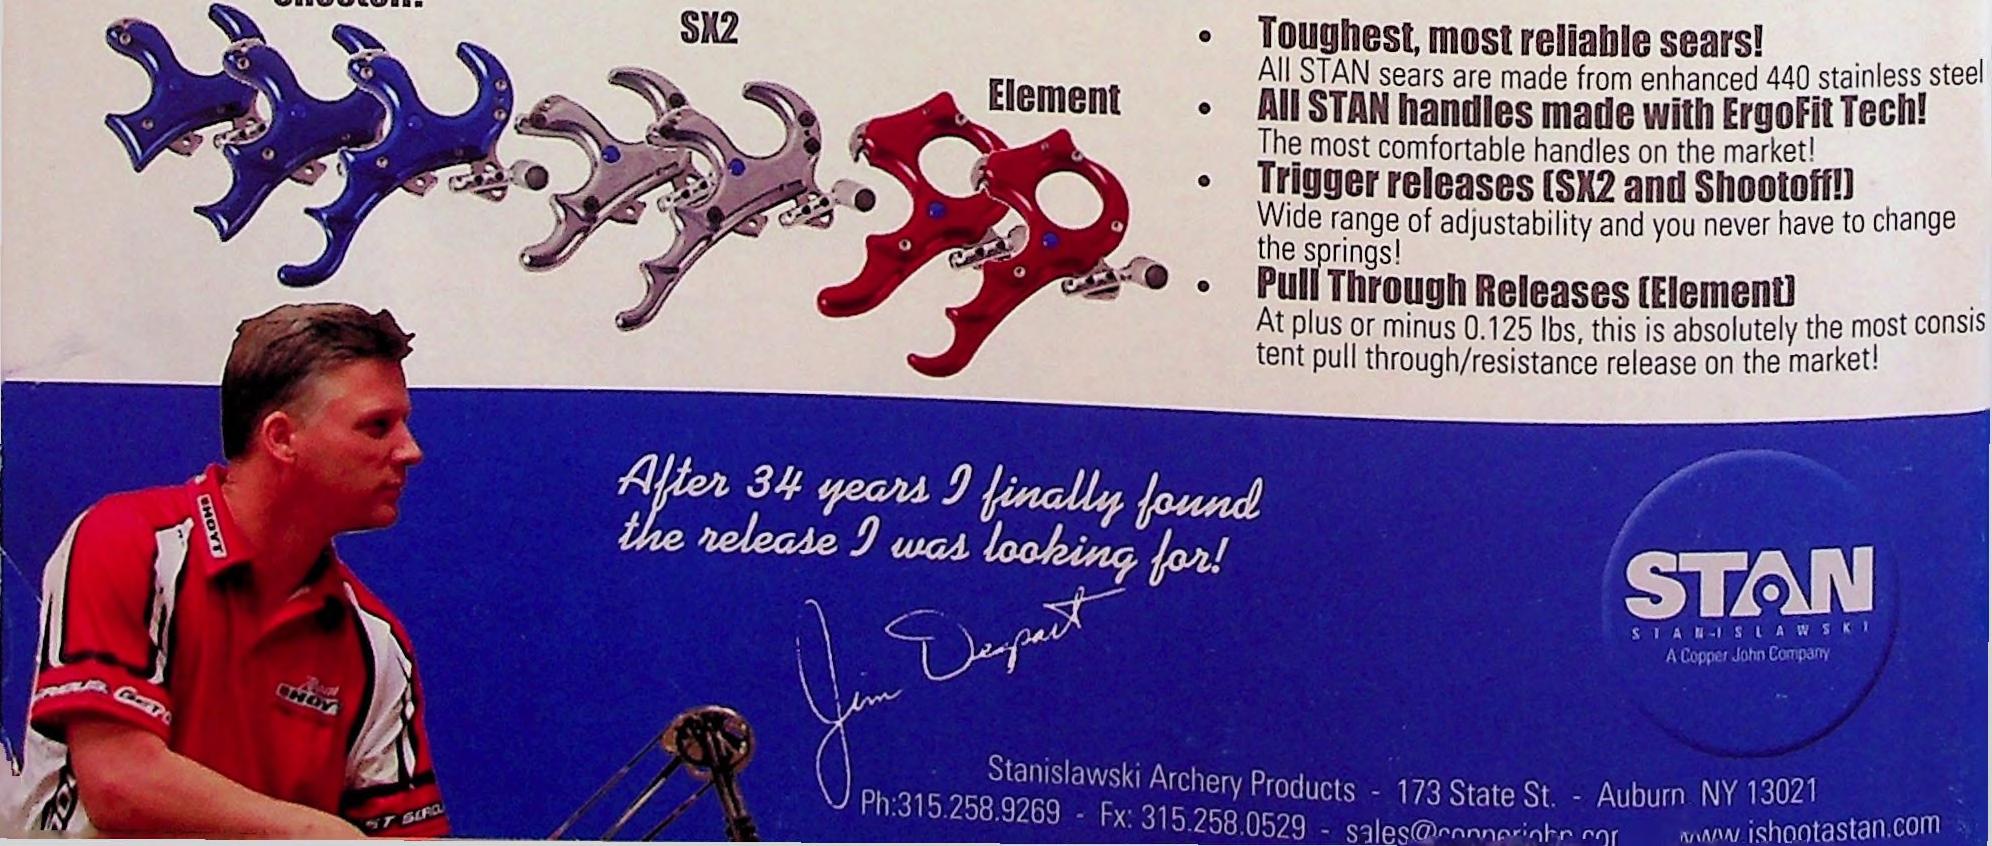 Shootoff!
SX2
Element
• Toughest, most reliable sears!
All STAN sears are made from enhanced 440 stainless steel
• All STAN handles made with ErgoFit Tech!
The most comfortable handles on the market!
• Trigger releases (SX2 and Shootoff!)
Wide range of adjustability and you never have to change
the springs!
• Pull Through Releases (Element)
At plus or minus 0.125 lbs, this is absolutely the most consis
tent pull through/resistance release on the market!
After 34 years I finally found
the release I was looking for!
Jim Despart
HOYT
HOYT
STAN
STANISLAWSKI
A Copper John Company
Stanislawski Archery Products - 173 State St. - Auburn NY 13021
Ph:315.258.9269 - Fx: 315.258.0529 - sales@copperjohn.com www.ishootastan.com